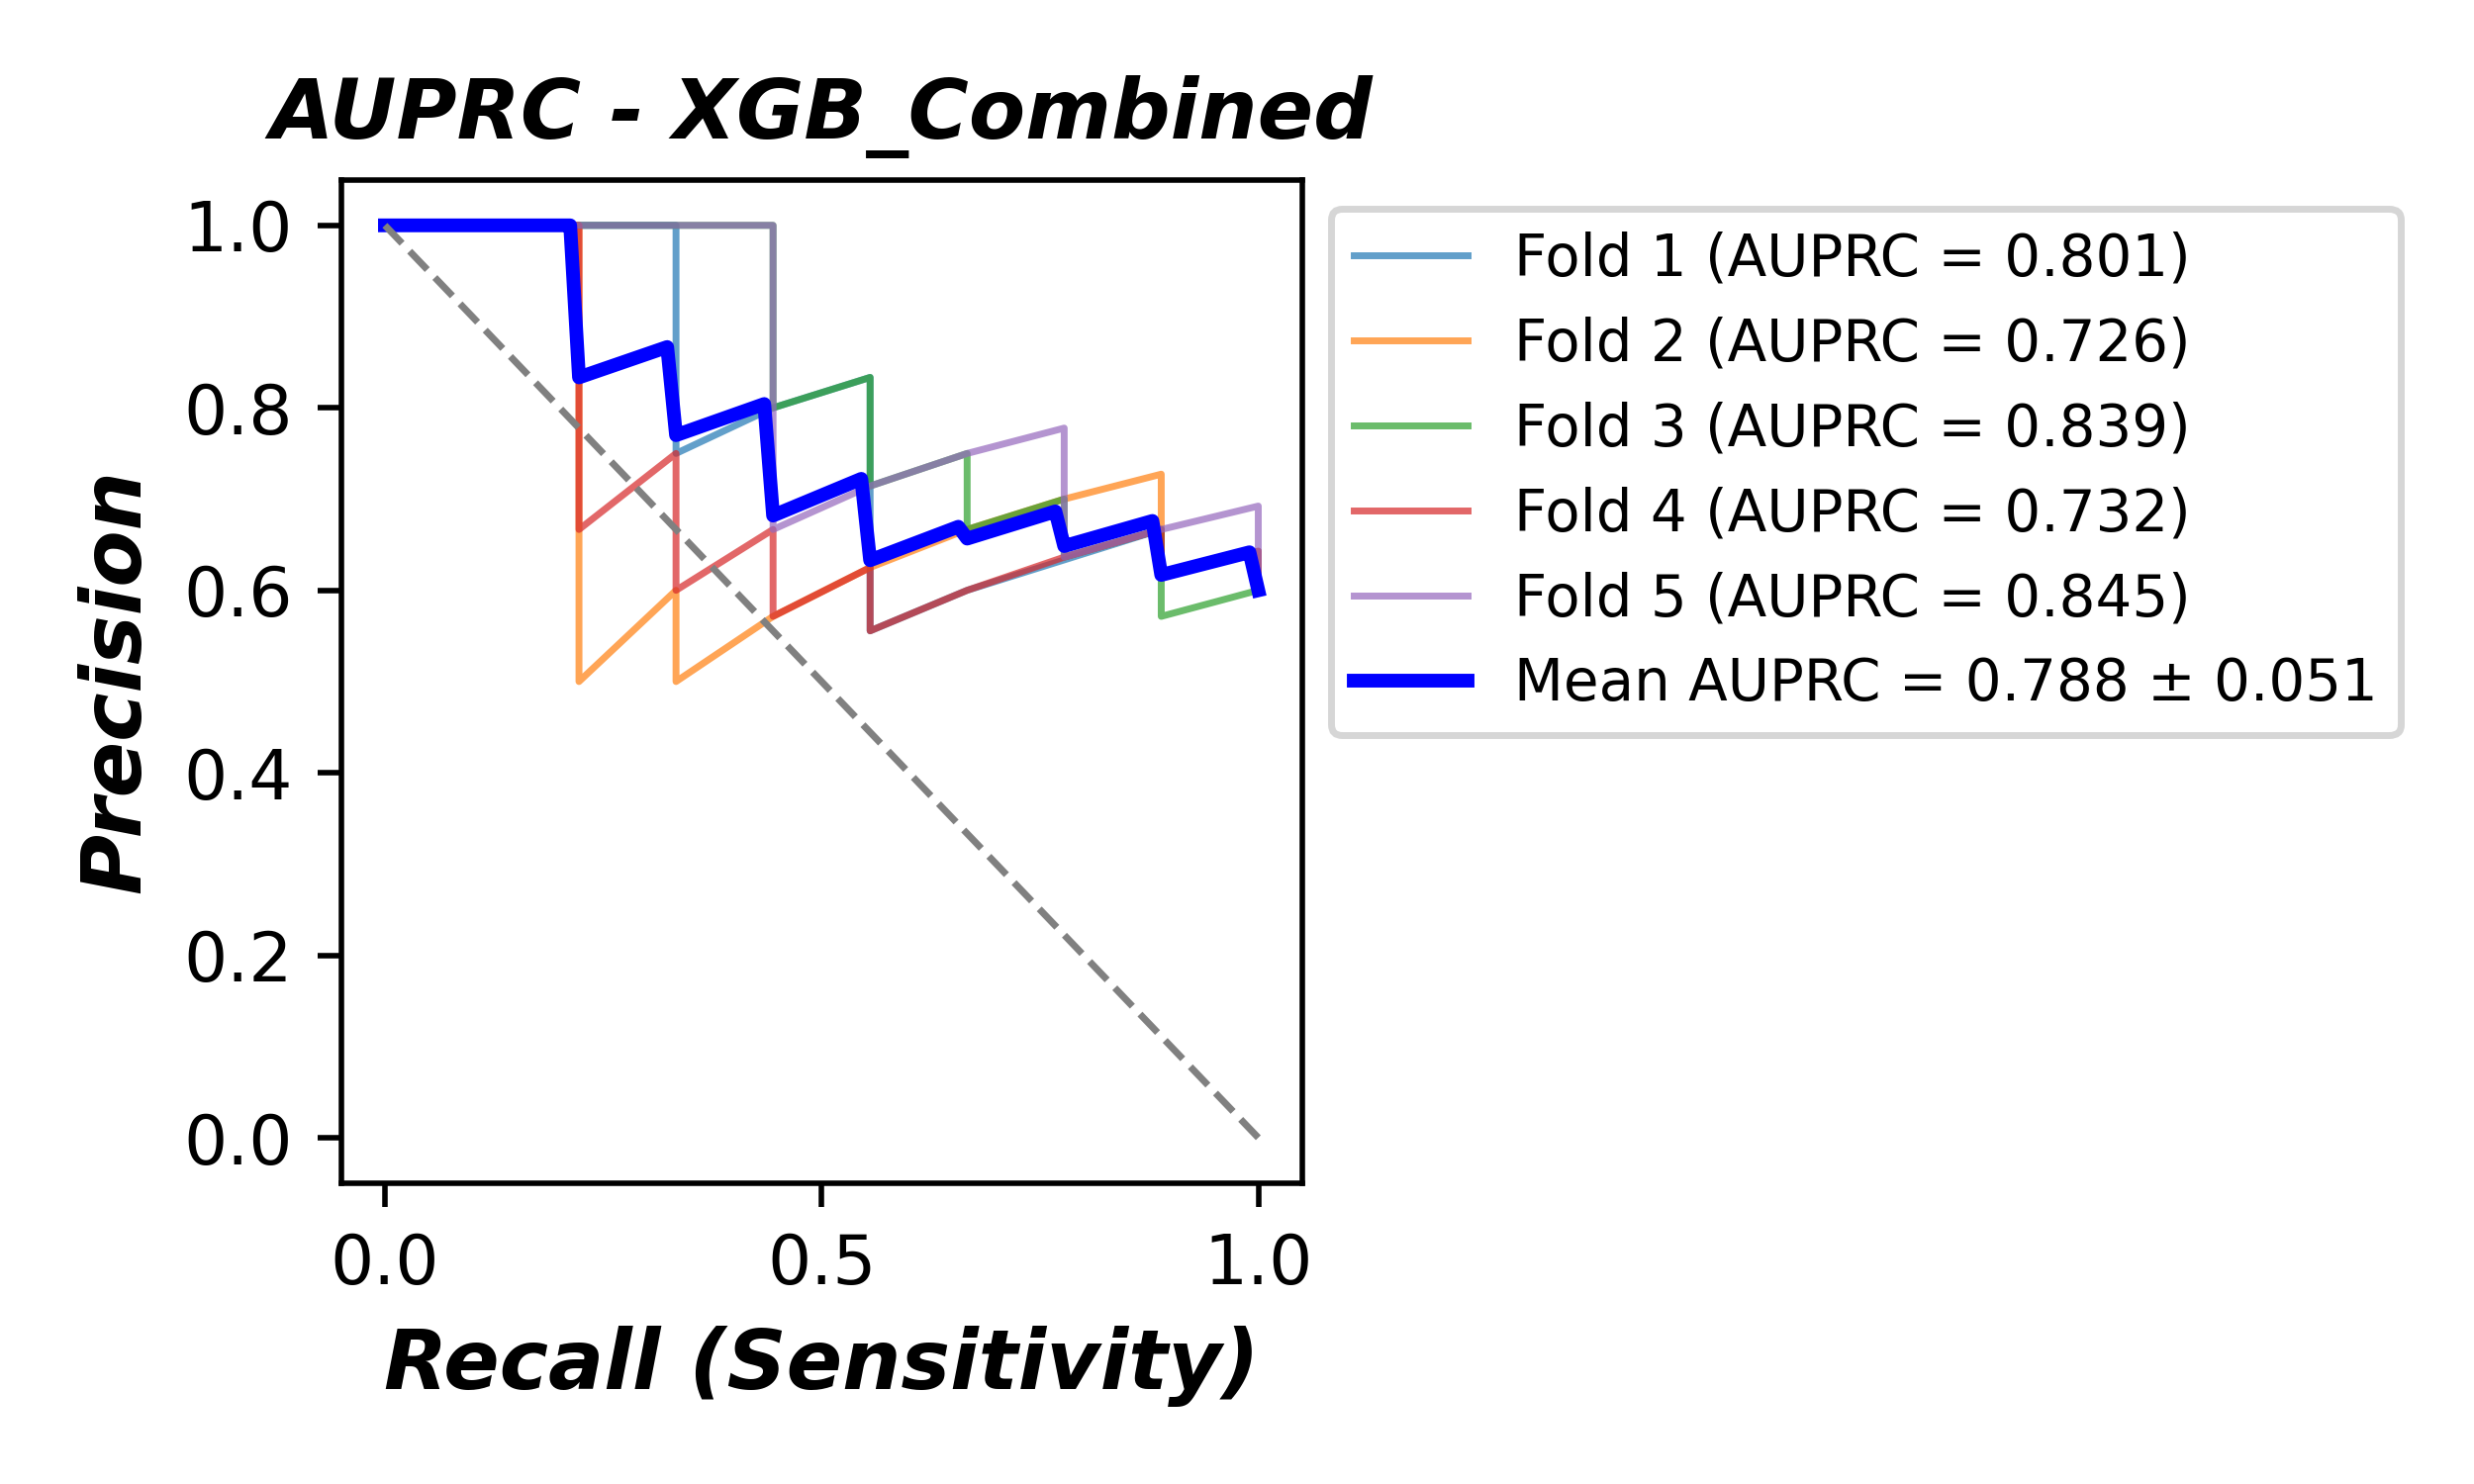 AUPRC - XGB_Combined
Precision
1.0
0.8
0.6
0.4
0.2
0.0
0.0 0.5 1.0
Recall (Sensitivity)
Fold 1 (AUPRC = 0.801)
Fold 2 (AUPRC = 0.726)
Fold 3 (AUPRC = 0.839)
Fold 4 (AUPRC = 0.732)
Fold 5 (AUPRC = 0.845)
Mean AUPRC = 0.788 ± 0.051